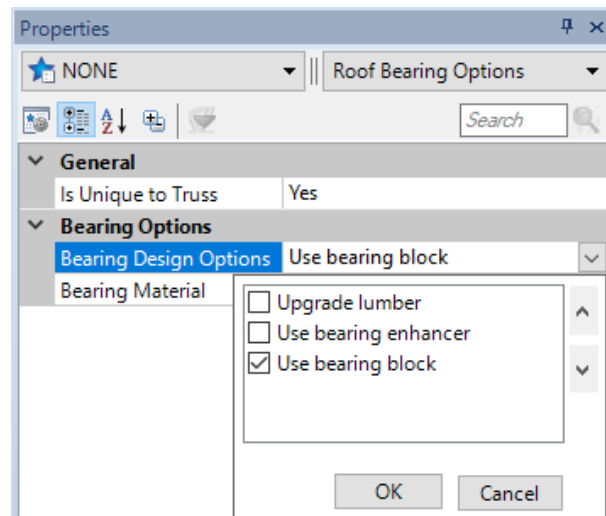 Properties
NONE
Roof Bearing Options
A
Z
Search
General
Is Unique to Truss Yes
Bearing Options
Bearing Design Options Use bearing block
Bearing Material
Upgrade lumber
Use bearing enhancer
Use bearing block
OK Cancel